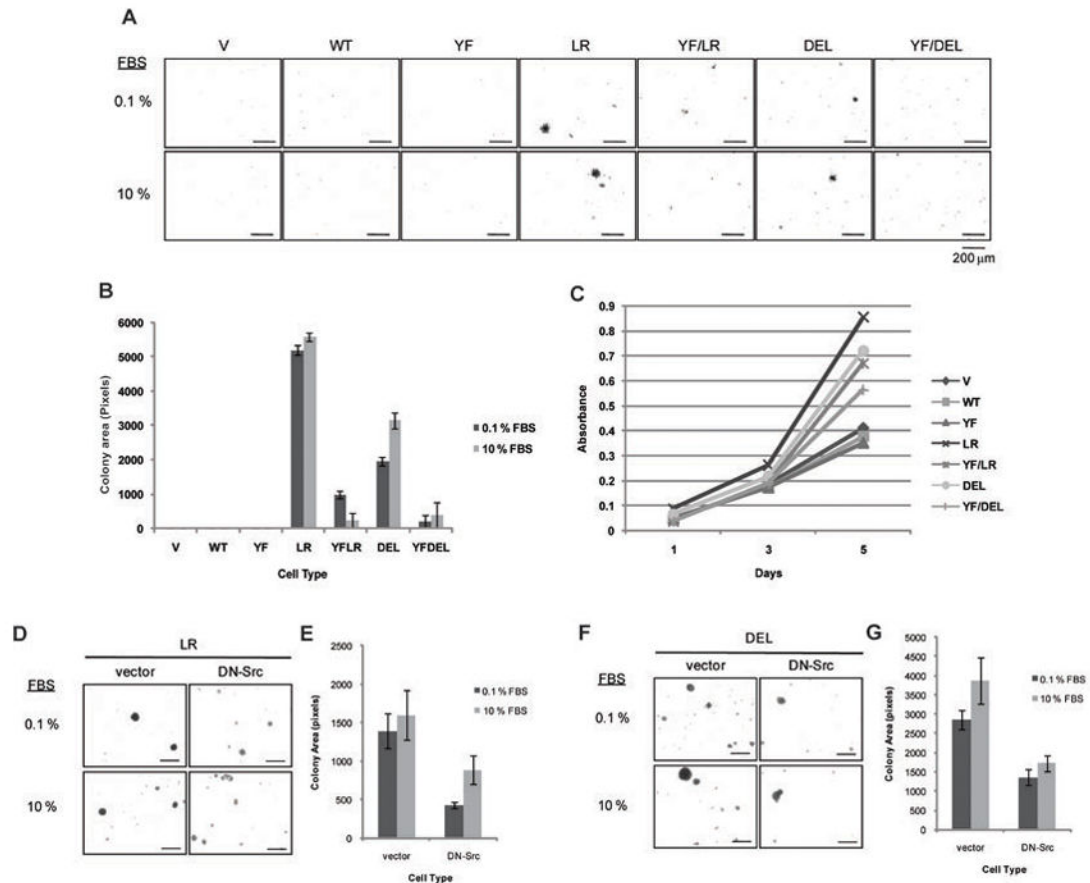 A
V WT YF LR YF/LR DEL YF/DEL
FBS
0.1 %
10 %
200 µm
B
Colony area (Pixels)
6000
5000
4000
3000
2000
1000
0
V WT YF LR YFLR DEL YFDEL
Cell Type
0.1% FBS
10% FBS
C
Absorbance
0.9
0.8
0.7
0.6
0.5
0.4
0.3
0.2
0.1
0
1 3 5
Days
V
WT
YF
LR
YF/LR
DEL
YF/DEL
D
LR
vector DN-Src
FBS
0.1 %
10 %
E
Colony Area (pixels)
2500
2000
1500
1000
500
0
vector DN-Src
Cell Type
0.1% FBS
10% FBS
F
DEL
vector DN-Src
FBS
0.1 %
10 %
G
Colony Area (pixels)
5000
4500
4000
3500
3000
2500
2000
1500
1000
500
0
vector DN-Src
Cell Type
0.1% FBS
10% FBS